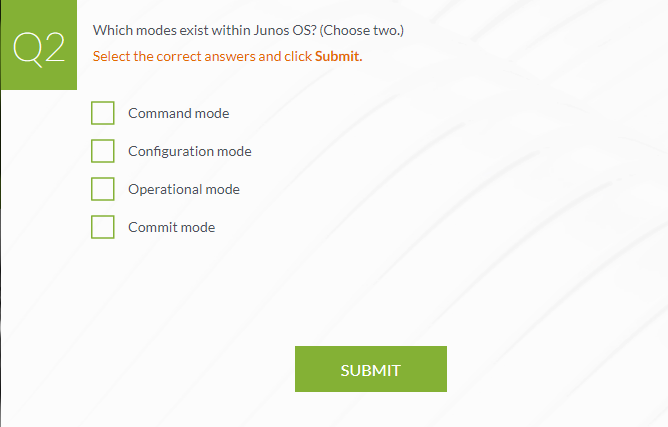 Q2
Which modes exist within Junos OS? (Choose two.)
Select the correct answers and click Submit.
Command mode
Configuration mode
Operational mode
Commit mode
SUBMIT